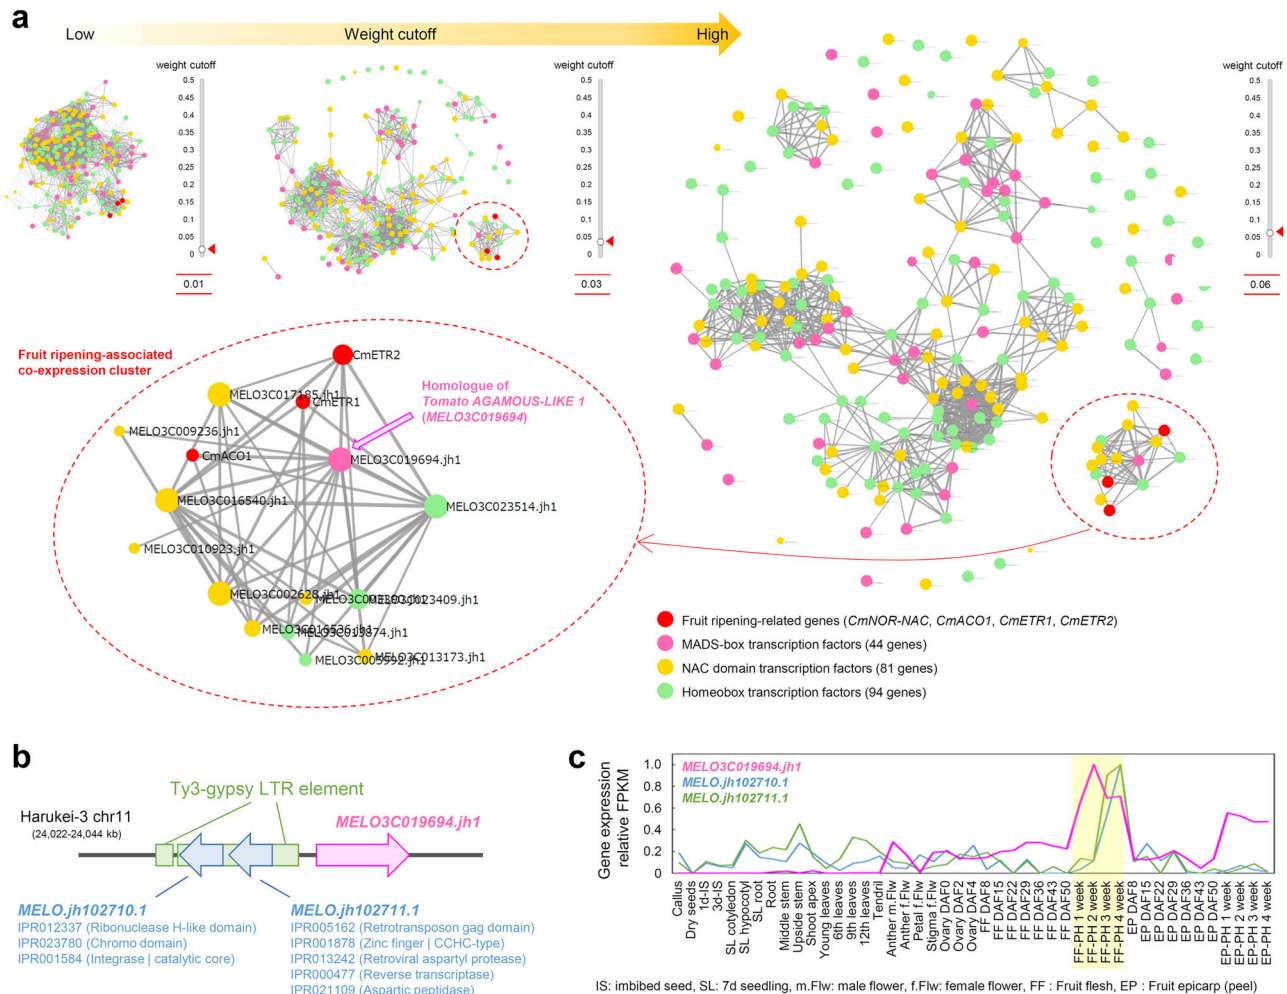 a
Low
Weight cutoff
High
weight cutoff
0.5
0.45
0.4
0.35
0.3
0.25
0.2
0.15
0.1
0.05
0
0.01
weight cutoff
0.5
0.45
0.4
0.35
0.3
0.25
0.2
0.15
0.1
0.05
0
0.03
weight cutoff
0.5
0.45
0.4
0.35
0.3
0.25
0.2
0.15
0.1
0.05
0
0.06
Fruit ripening-associated
co-expression cluster
CmETR2
MELO3C017185.jh1
CmETR1
Homologue of
Tomato AGAMOUS-LIKE 1
(MELO3C019694)
MELO3C009236.jh1
CmACO1
MELO3C019694.jh1
MELO3C016540.jh1
MELO3C023514.jh1
MELO3C010923.jh1
MELO3C002628.jh1
MELO3C023409.jh1
MELO3C016536.jh1
MELO3C005992.jh1
MELO3C013173.jh1
Fruit ripening-related genes (CmNOR-NAC, CmACO1, CmETR1, CmETR2)
MADS-box transcription factors (44 genes)
NAC domain transcription factors (81 genes)
Homeobox transcription factors (94 genes)
b
Ty3-gypsy LTR element
Harukei-3 chr11
(24,022-24,044 kb)
MELO3C019694.jh1
MELO.jh102710.1
IPR012337 (Ribonuclease H-like domain)
IPR023780 (Chromo domain)
IPR001584 (Integrase | catalytic core)
MELO.jh102711.1
IPR005162 (Retrotransposon gag domain)
IPR001878 (Zinc finger | CCHC-type)
IPR013242 (Retroviral aspartyl protease)
IPR000477 (Reverse transcriptase)
IPR021109 (Aspartic peptidase)
c
Gene expression
relative FPKM
1.0
0.8
0.6
0.4
0.2
0
MELO3C019694.jh1
MELO.jh102710.1
MELO.jh102711.1
Callus
Dry seeds
1d-IS
3d-IS
SL cotyledon
SL hypocotyl
SL root
Root
Middle stem
Upside stem
Shoot apex
Young leaves
6th leaves
9th leaves
12th leaves
Tendril
Anther m.Flw
Anther f.Flw
Petal f.Flw
Stigma f.Flw
Ovary DAF0
Ovary DAF2
Ovary DAF4
FF DAF8
FF DAF15
FF DAF22
FF DAF29
FF DAF36
FF DAF43
FF DAF50
FF-PH 1 week
FF-PH 2 week
FF-PH 3 week
FF-PH 4 week
EP DAF8
EP DAF15
EP DAF22
EP DAF29
EP DAF36
EP DAF43
EP DAF50
EP-PH 1 week
EP-PH 2 week
EP-PH 3 week
EP-PH 4 week
IS: imbibed seed, SL: 7d seedling, m.Flw: male flower, f.Flw: female flower, FF : Fruit flesh, EP : Fruit epicarp (peel)